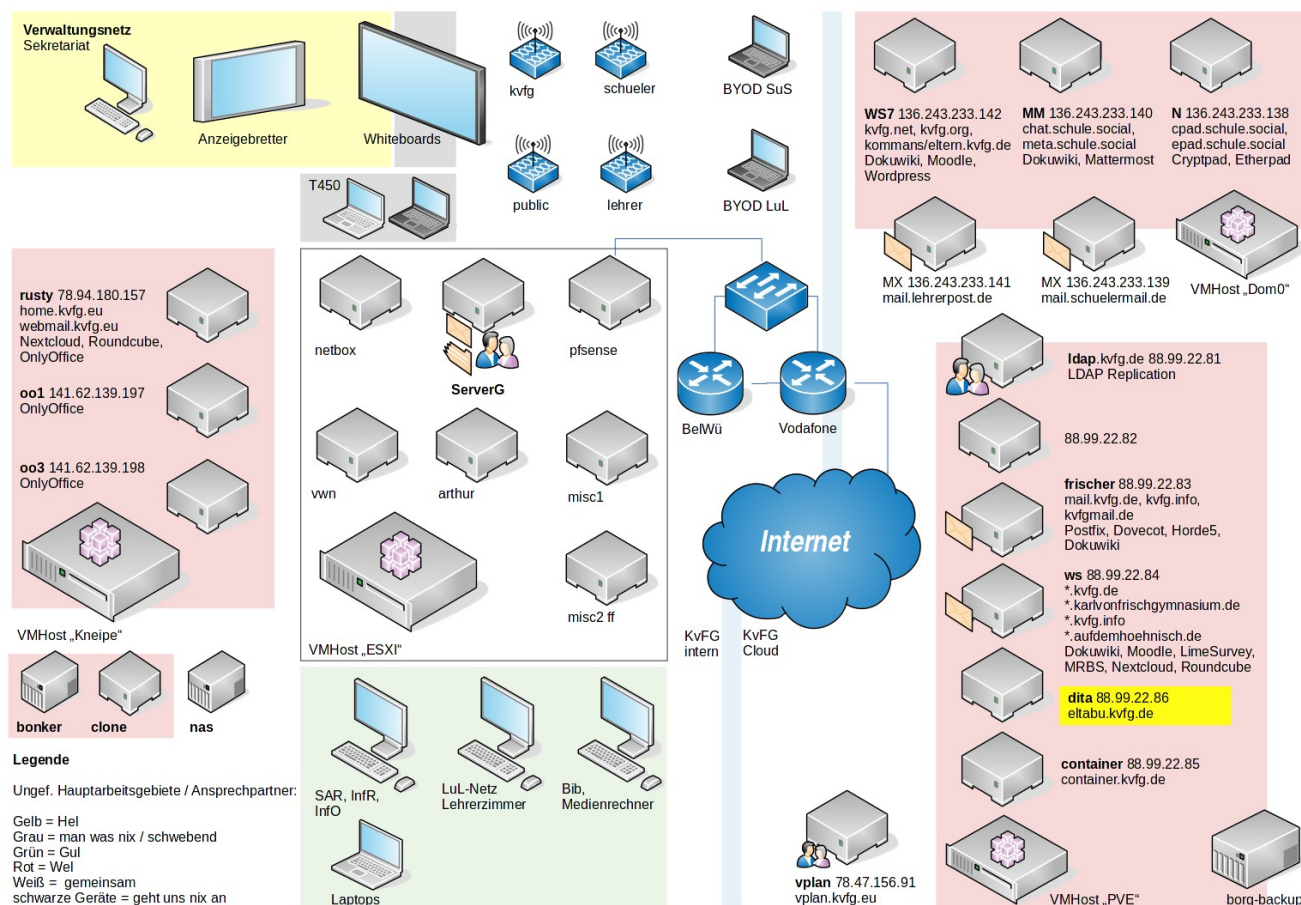 Verwaltungsnetz
Sekretariat
Anzeigebretter
Whiteboards
kvfg
schueler
BYOD SuS
public
lehrer
BYOD LuL
T450
WS7 136.243.233.142
kvfg.net, kvfg.org,
kommans/eltern.kvfg.de
Dokuwiki, Moodle,
Wordpress
MM 136.243.233.140
chat.schule.social,
meta.schule.social
Dokuwiki, Mattermost
N 136.243.233.138
cpad.schule.social,
epad.schule.social
Cryptpad, Etherpad
MX 136.243.233.141
mail.lehrerpost.de
MX 136.243.233.139
mail.schuelermail.de
VMHost „Dom0“
rusty 78.94.180.157
home.kvfg.eu
webmail.kvfg.eu
Nextcloud, Roundcube,
OnlyOffice
oo1 141.62.139.197
OnlyOffice
oo3 141.62.139.198
OnlyOffice
VMHost „Kneipe“
netbox
ServerG
pfsense
vwn
arthur
misc1
misc2 ff
VMHost „ESXI“
BelWü
Vodafone
Internet
KvFG
intern
KvFG
Cloud
ldap.kvfg.de 88.99.22.81
LDAP Replication
88.99.22.82
frischer 88.99.22.83
mail.kvfg.de, kvfg.info,
kvfgmail.de
Postfix, Dovecot, Horde5,
Dokuwiki
ws 88.99.22.84
*.kvfg.de
*.karlvonfrischgymnasium.de
*.kvfg.info
*.aufdemhoehnisch.de
Dokuwiki, Moodle, LimeSurvey,
MRBS, Nextcloud, Roundcube
dita 88.99.22.86
eltabu.kvfg.de
container 88.99.22.85
container.kvfg.de
VMHost „PVE“
borg-backup
vplan 78.47.156.91
vplan.kvfg.eu
bonker
clone
nas
SAR, InfR,
InfO
LuL-Netz
Lehrerzimmer
Bib,
Medienrechner
Laptops
Legende
Ungef. Hauptarbeitsgebiete / Ansprechpartner:
Gelb = Hel
Grau = man was nix / schwebend
Grün = Gul
Rot = Wel
Weiß = gemeinsam
schwarze Geräte = geht uns nix an